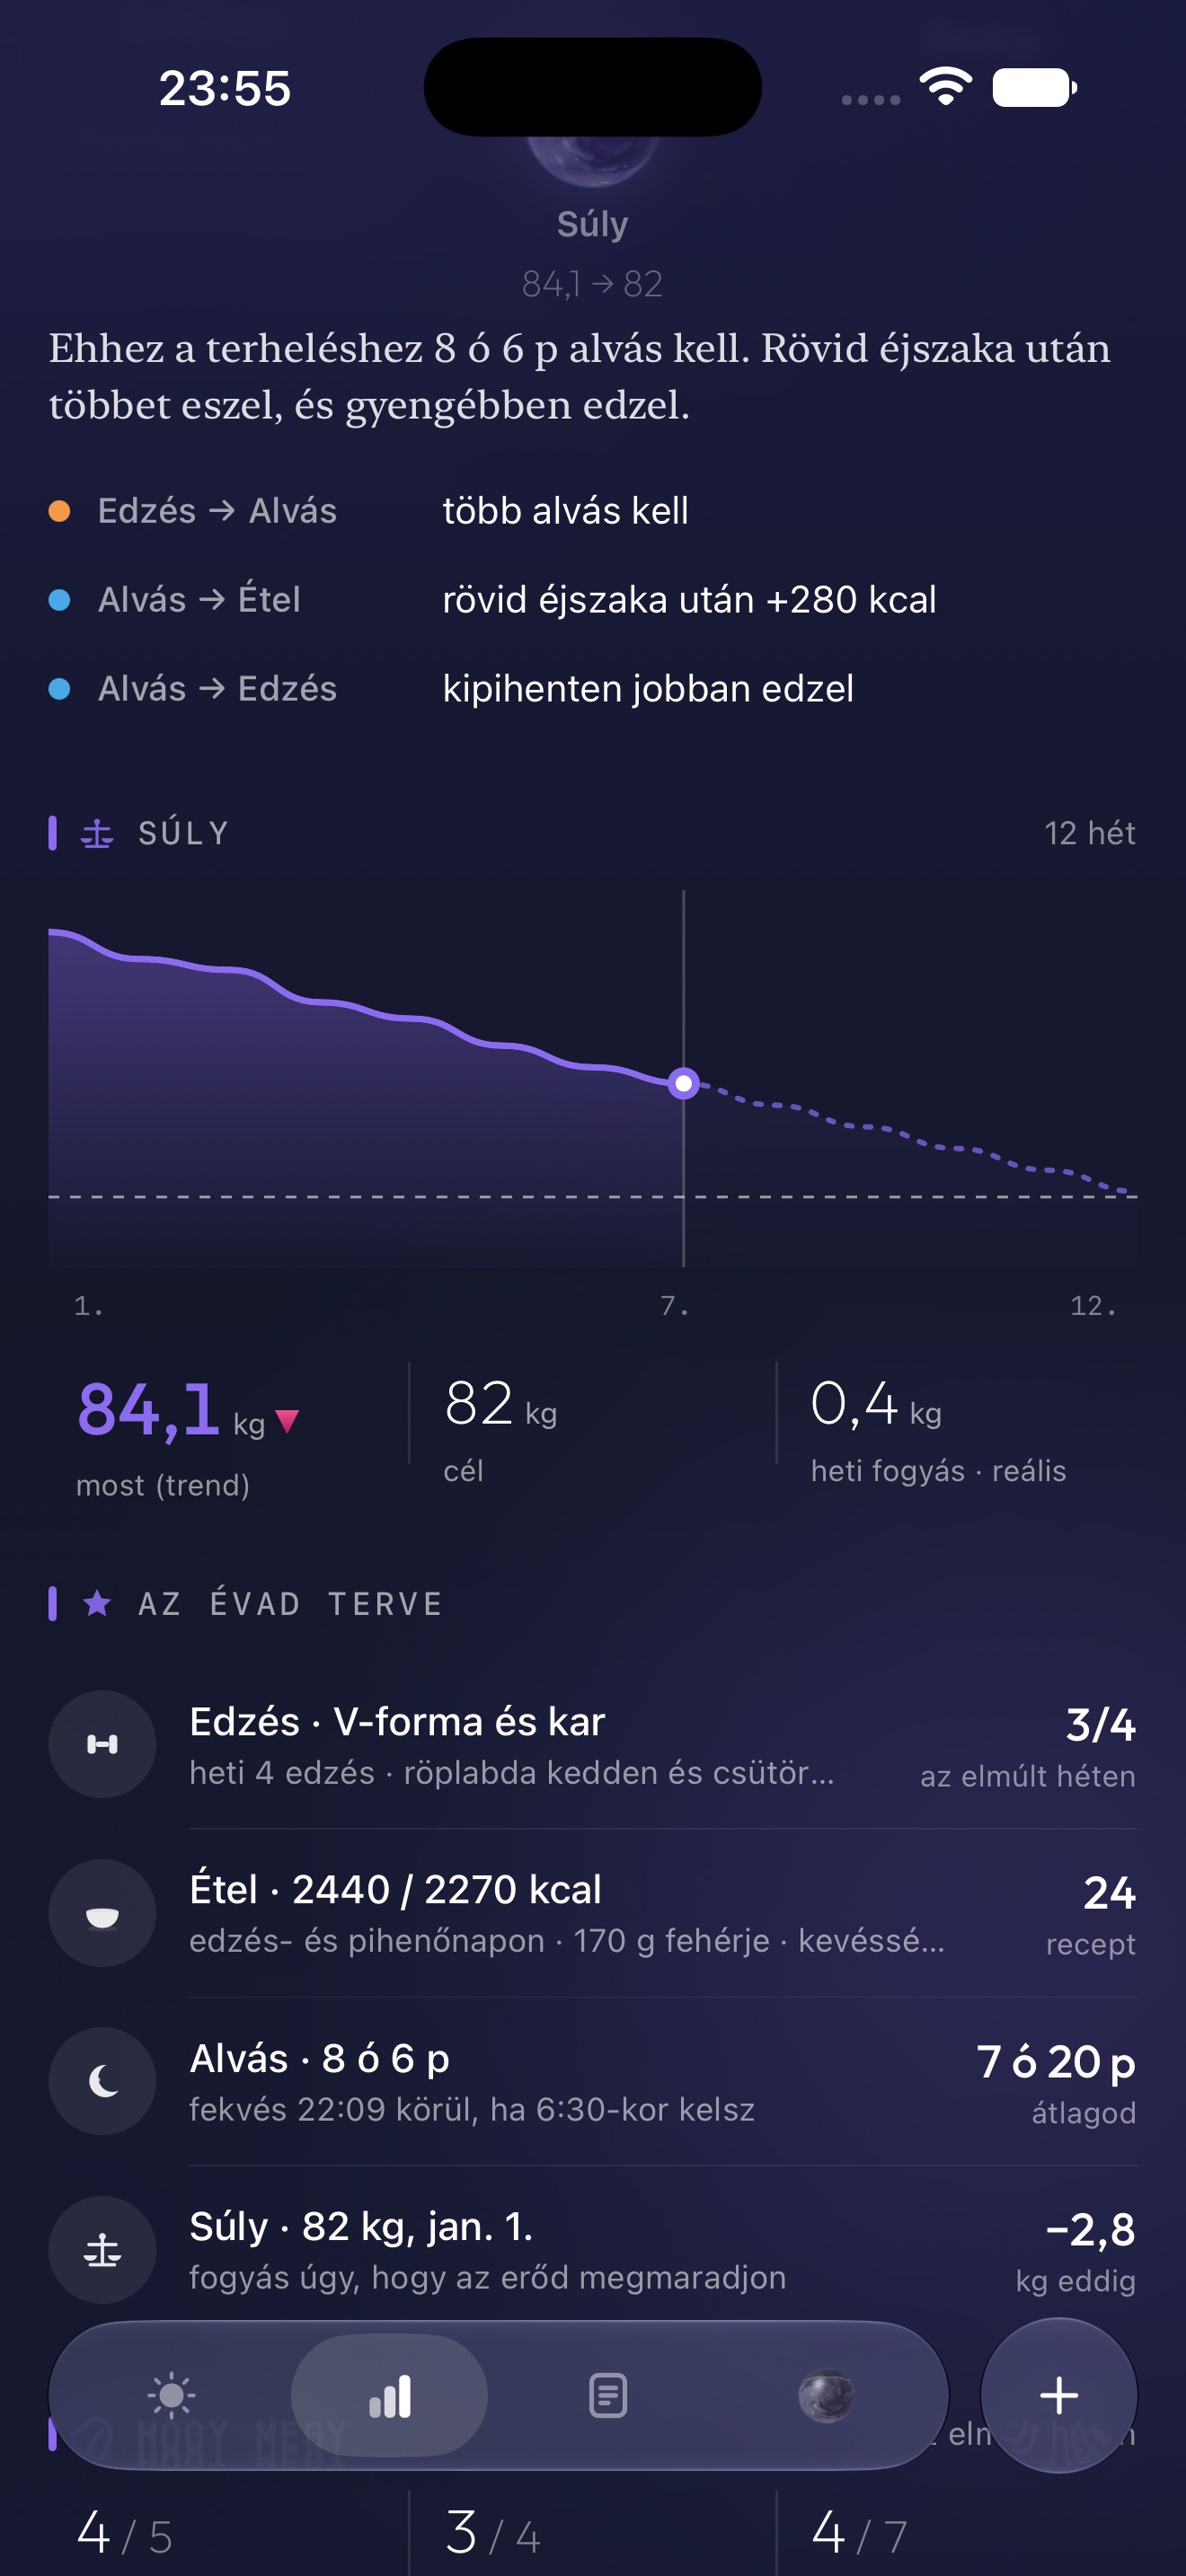 23:55
Súly
84,1 → 82
Ehhez a terheléshez 8 ó 6 p alvás kell. Rövid éjszaka után
többet eszel, és gyengébben edzel.
Edzés → Alvás több alvás kell
Alvás → Étel rövid éjszaka után +280 kcal
Alvás → Edzés kipihenten jobban edzel
SÚLY 12 hét
1. 7. 12.
84,1 kg 82 kg 0,4 kg
most (trend) cél heti fogyás · reális
AZ ÉVAD TERVE
Edzés · V-forma és kar 3/4
heti 4 edzés · röplabda kedden és csütör... az elmúlt héten
Étel · 2440 / 2270 kcal 24
edzés- és pihenőnapon · 170 g fehérje · kevéssé... recept
Alvás · 8 ó 6 p 7 ó 20 p
fekvés 22:09 körül, ha 6:30-kor kelsz átlagod
Súly · 82 kg, jan. 1. −2,8
fogyás úgy, hogy az erőd megmaradjon kg eddig
HOGY MEGY
4 / 5 3 / 4 4 / 7